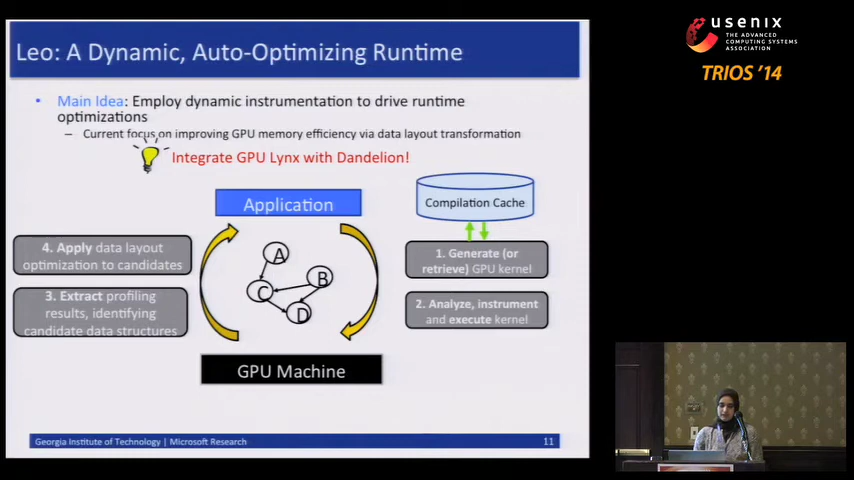 Leo: A Dynamic, Auto-Optimizing Runtime
• Main Idea: Employ dynamic instrumentation to drive runtime
optimizations
– Current focus on improving GPU memory efficiency via data layout transformation
Integrate GPU Lynx with Dandelion!
Application
Compilation Cache
4. Apply data layout
optimization to candidates
3. Extract profiling
results, identifying
candidate data structures
A
B
C
D
1. Generate (or
retrieve) GPU kernel
2. Analyze, instrument
and execute kernel
GPU Machine
Georgia Institute of Technology | Microsoft Research
11
usenix
THE ADVANCED
COMPUTING SYSTEMS
ASSOCIATION
TRIOS '14
usenix